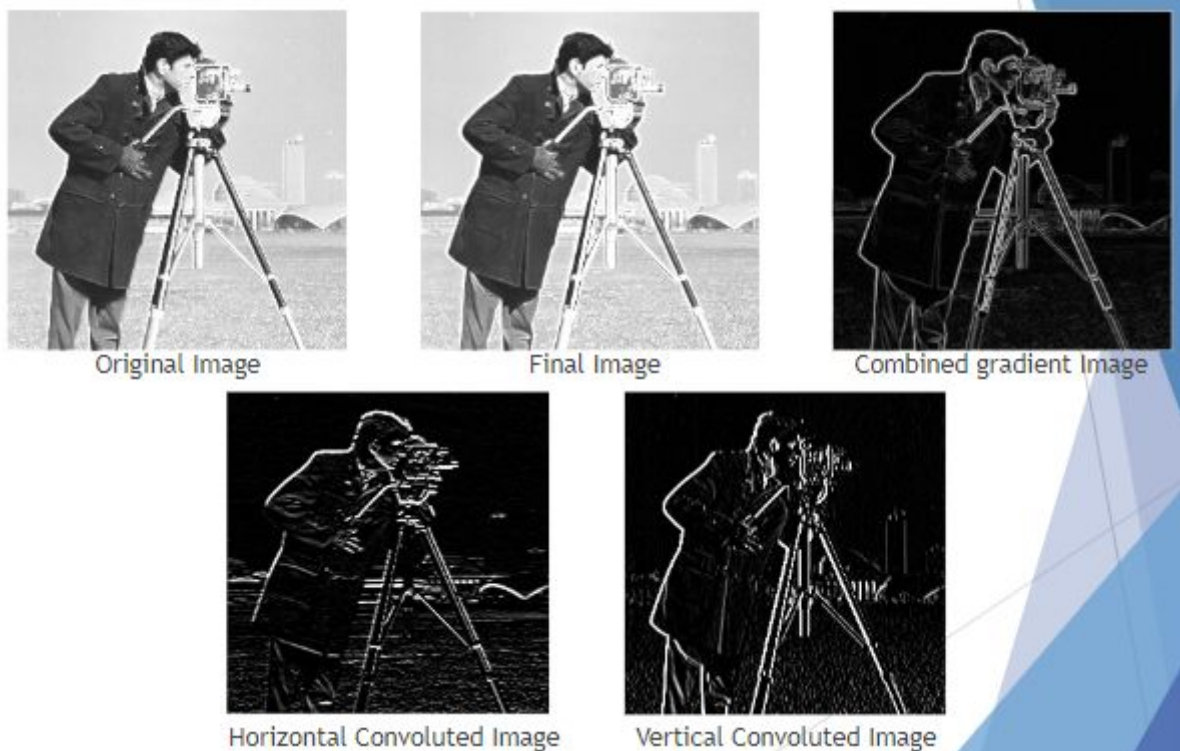 Original Image
Final Image
Combined gradient Image
Horizontal Convoluted Image
Vertical Convoluted Image